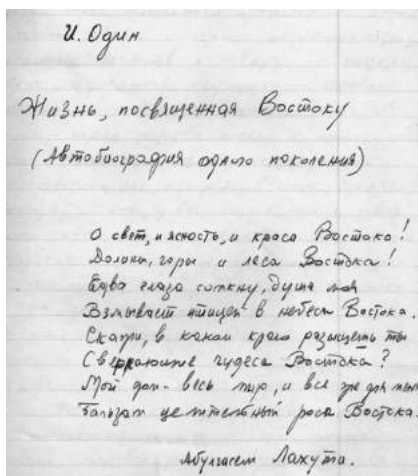 И. Один
Жизнь, посвященная Востоку
(Автобиография одного поколения)
О свет, и ясность, и краса Востока!
Долины, горы и леса Востока!
Едва глаза сомкну, душа моя
Взмывает птицей в небеса Востока.
Скажи, в каком краю разыщешь ты
Сверкающие чудеса Востока?
Мой дом - весь мир, и все же для меня
Бальзам целительный роса Востока.
Абулгасем Лахути.